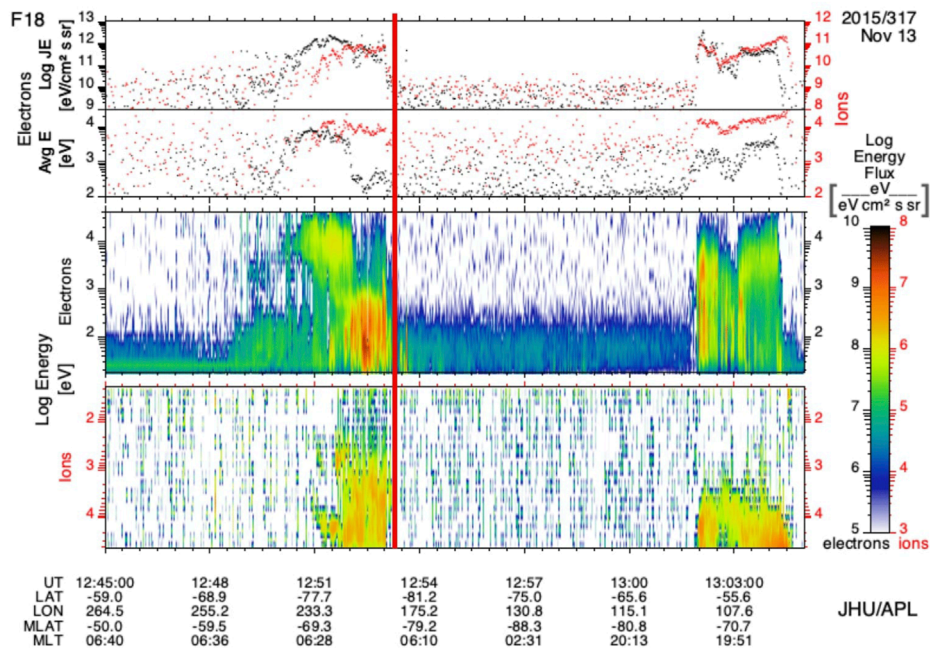 F18
2015/317
Nov 13
Electrons
Log JE
[eV/cm² s sr]
13
12
11
10
9
12
11
10
9
8
Ions
Avg E
[eV]
4
3
2
4
3
2
Log
Energy
Flux
[ eV ]
eV cm² s sr
Log Energy
[eV]
Electrons
4
3
2
Ions
2
3
4
10 8
9 7
8 6
7 5
6 4
5 3
electrons ions
UT 12:45:00 12:48 12:51 12:54 12:57 13:00 13:03:00
LAT -59.0 -68.9 -77.7 -81.2 -75.0 -65.6 -55.6
LON 264.5 255.2 233.3 175.2 130.8 115.1 107.6
MLAT -50.0 -59.5 -69.3 -79.2 -88.3 -80.8 -70.7
MLT 06:40 06:36 06:28 06:10 02:31 20:13 19:51
JHU/APL